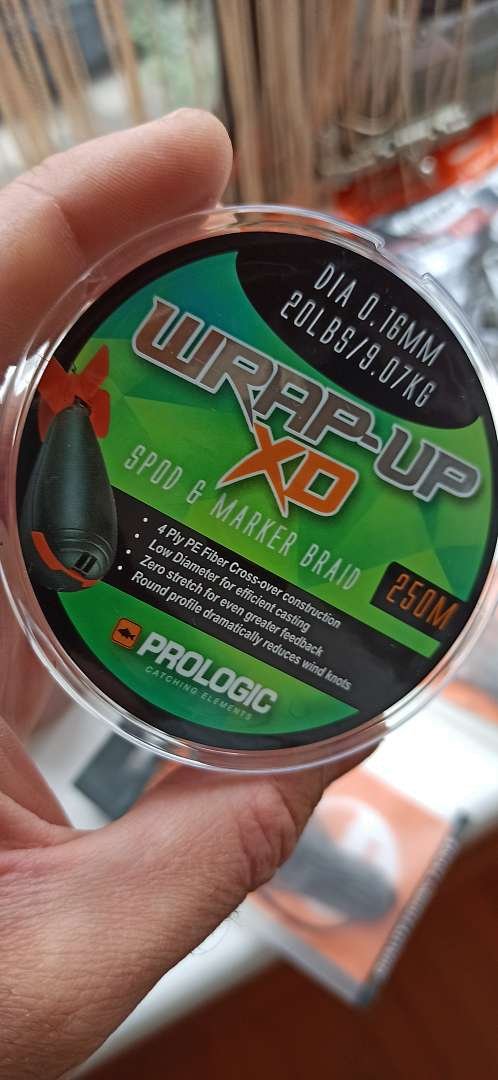 DIA 0.16MM
20LBS/9.07KG
WRAP-UP
XD
SPOD & MARKER BRAID
250M
• 4 Ply PE Fiber Cross-over construction
• Low Diameter for efficient casting
• Zero stretch for even greater feedback
• Round profile dramatically reduces wind knots
PROLOGIC
CATCHING ELEMENTS